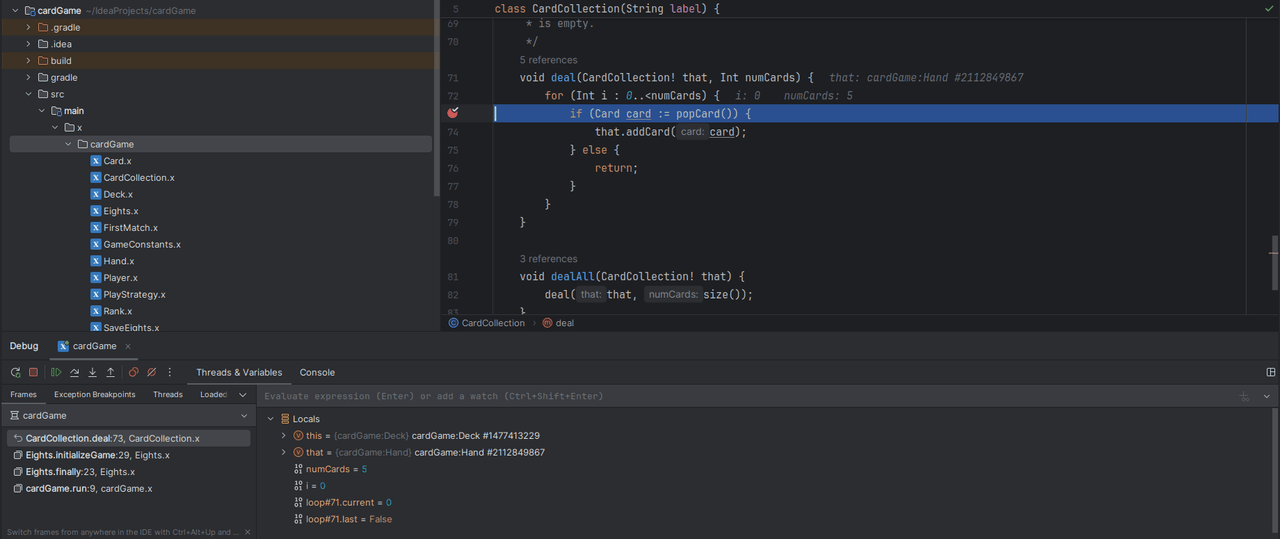 cardGame ~/IdeaProjects/cardGame
.gradle
.idea
build
gradle
src
main
x
cardGame
Card.x
CardCollection.x
Deck.x
Eights.x
FirstMatch.x
GameConstants.x
Hand.x
Player.x
PlayStrategy.x
Rank.x
SaveEights.x
5 class CardCollection(String label) {
69 * is empty.
70 */
5 references
71 void deal(CardCollection! that, Int numCards) { that: cardGame:Hand #2112849867
72 for (Int i : 0..<numCards) { i: 0 numCards: 5
if (Card card := popCard()) {
74 that.addCard( card: card);
75 } else {
76 return;
77 }
78 }
79 }
80
3 references
81 void dealAll(CardCollection! that) {
82 deal( that: that, numCards: size());
83 }
CardCollection deal
Debug cardGame
Threads & Variables Console
Frames Exception Breakpoints Threads Loaded
Evaluate expression (Enter) or add a watch (Ctrl+Shift+Enter)
cardGame
CardCollection.deal:73, CardCollection.x
Eights.initializeGame:29, Eights.x
Eights.finally:23, Eights.x
cardGame.run:9, cardGame.x
Switch frames from anywhere in the IDE with Ctrl+Alt+Up and ...
Locals
this = {cardGame:Deck} cardGame:Deck #1477413229
that = {cardGame:Hand} cardGame:Hand #2112849867
numCards = 5
i = 0
loop#71.current = 0
loop#71.last = False